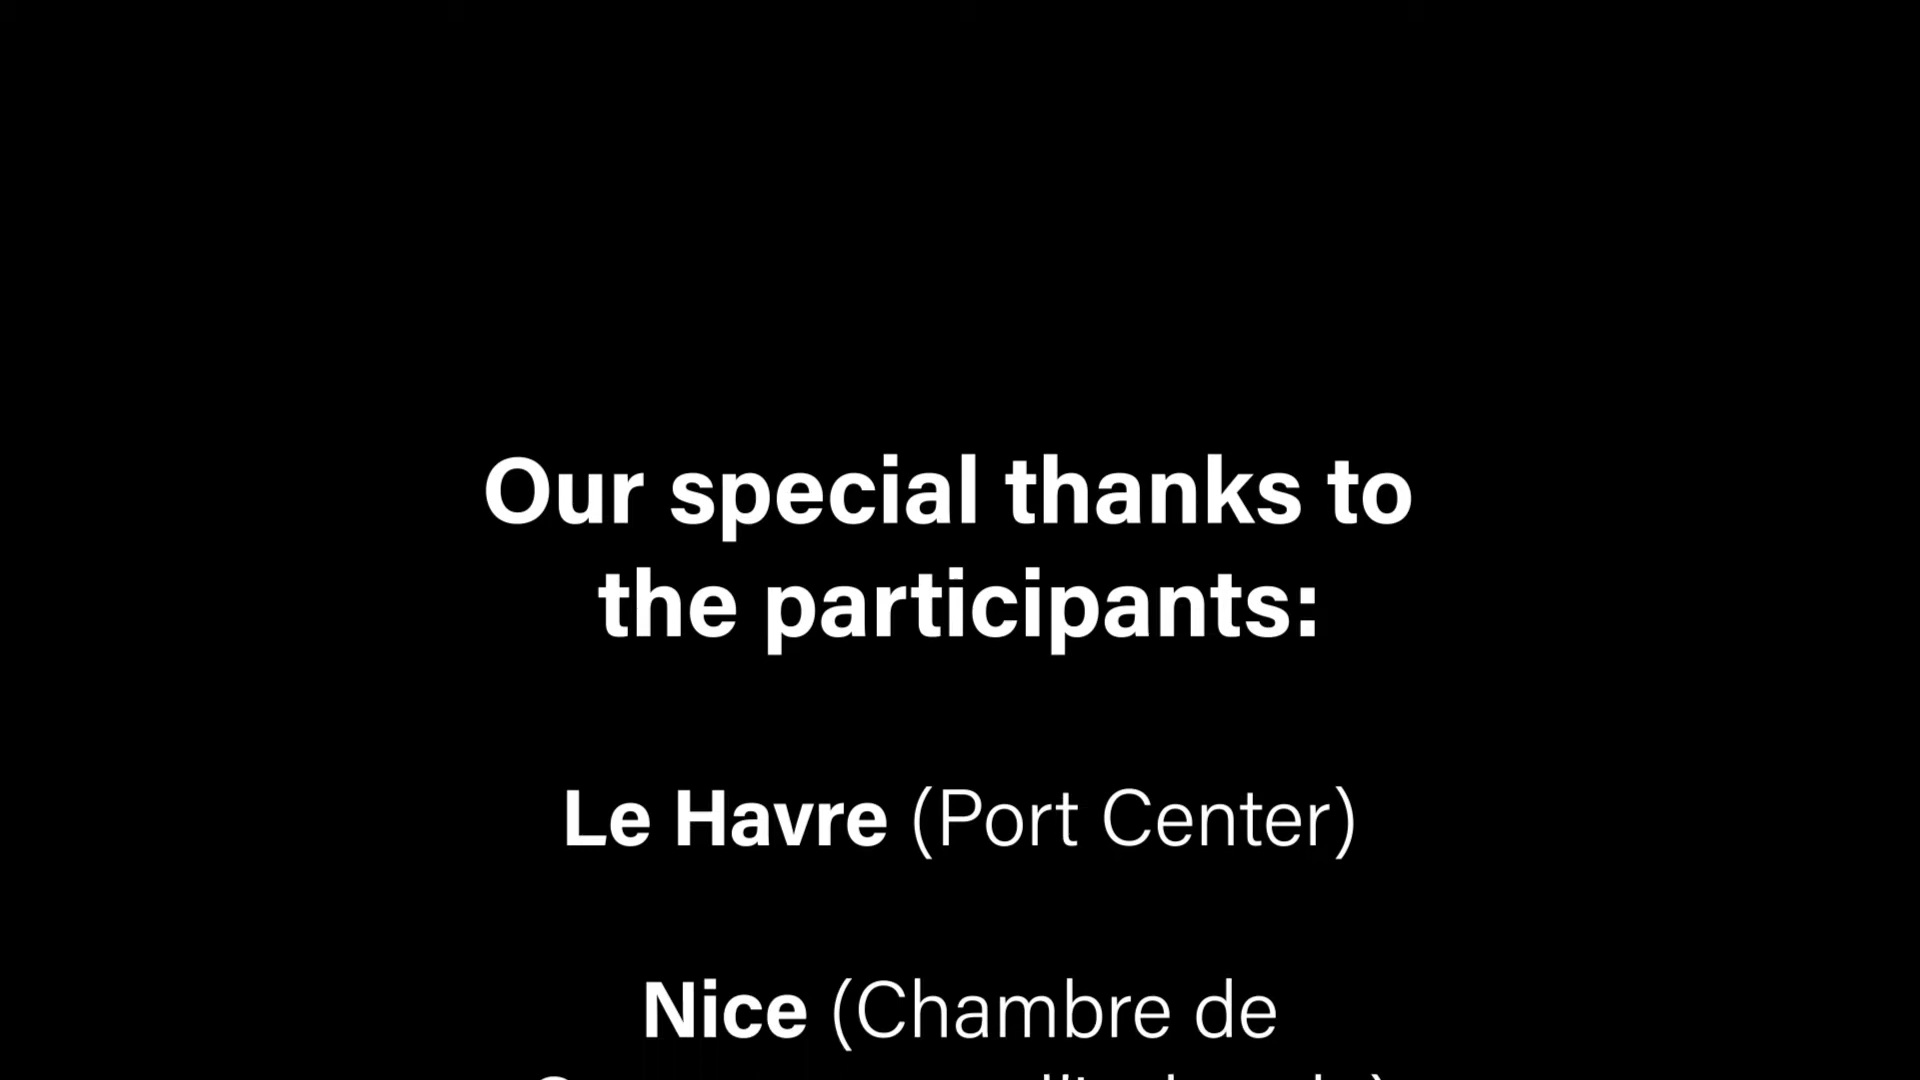 Our special thanks to
the participants:
Le Havre (Port Center)
Nice (Chambre de